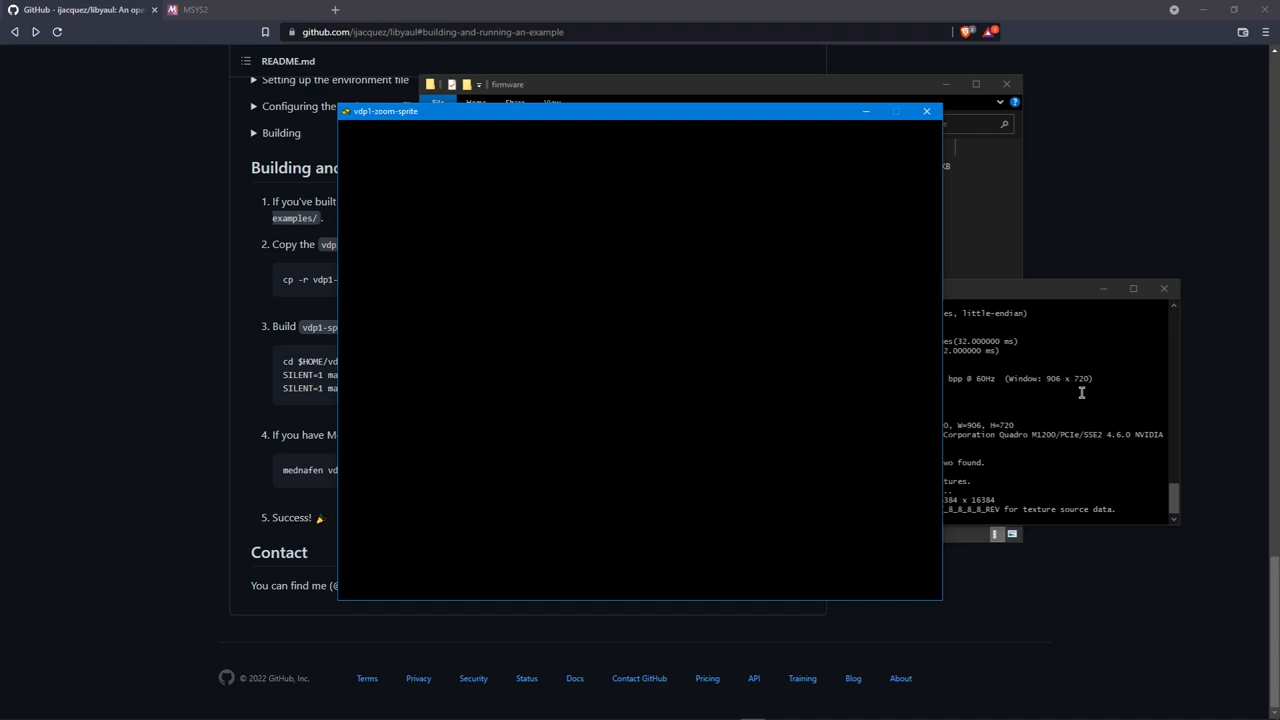 GitHub - ijacquez/libyaul: An ope
MSYS2
github.com/ijacquez/libyaul#building-and-running-an-example
README.md
Setting up the environment file
firmware
File
Home
Share
View
Configuring the
vdp1-zoom-sprite
Building
Building and
KB
1. If you've built
examples/ .
2. Copy the vdp
cp -r vdp1-
es, little-endian)
3. Build vdp1-sp
es(32.000000 ms)
2.000000 ms)
cd $HOME/vd
SILENT=1 ma
SILENT=1 ma
bpp @ 60Hz (Window: 906 x 720)
4. If you have M
O, W=906, H=720
Corporation Quadro M1200/PCIe/SSE2 4.6.0 NVIDIA
mednafen vd
wo found.
tures.
..
384 x 16384
_8_8_8_8_REV for texture source data.
5. Success! 🎉
Contact
You can find me (@
© 2022 GitHub, Inc.
Terms
Privacy
Security
Status
Docs
Contact GitHub
Pricing
API
Training
Blog
About